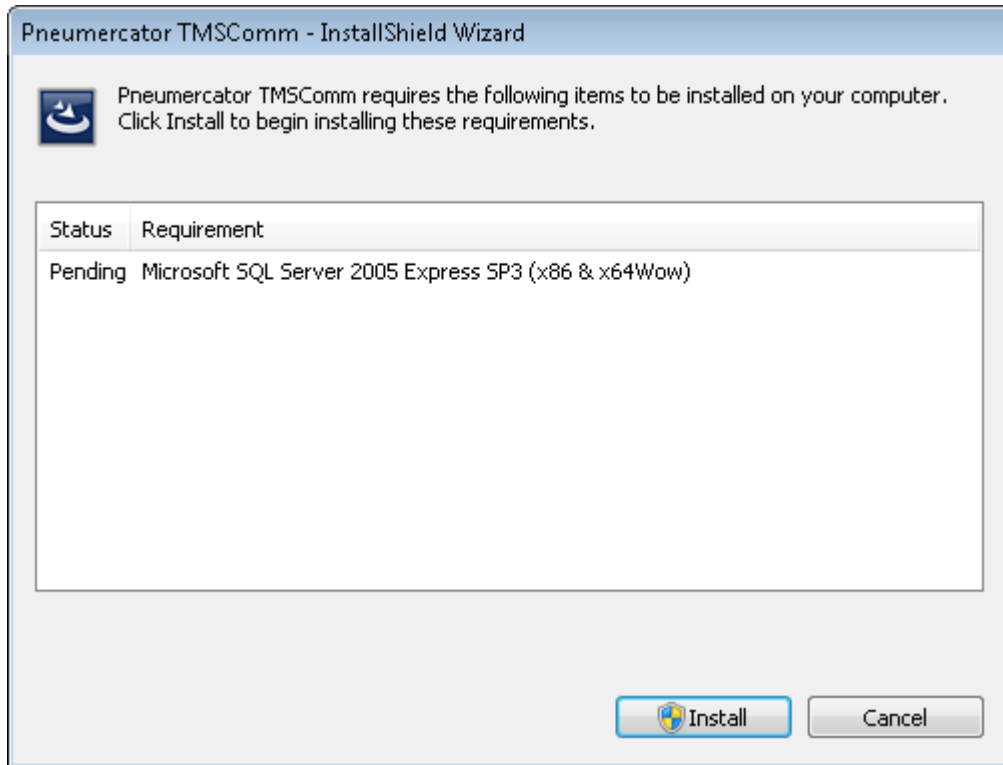 Pneumercator TMSComm - InstallShield Wizard
Pneumercator TMSComm requires the following items to be installed on your computer.
Click Install to begin installing these requirements.
Status Requirement
Pending Microsoft SQL Server 2005 Express SP3 (x86 & x64Wow)
Install Cancel